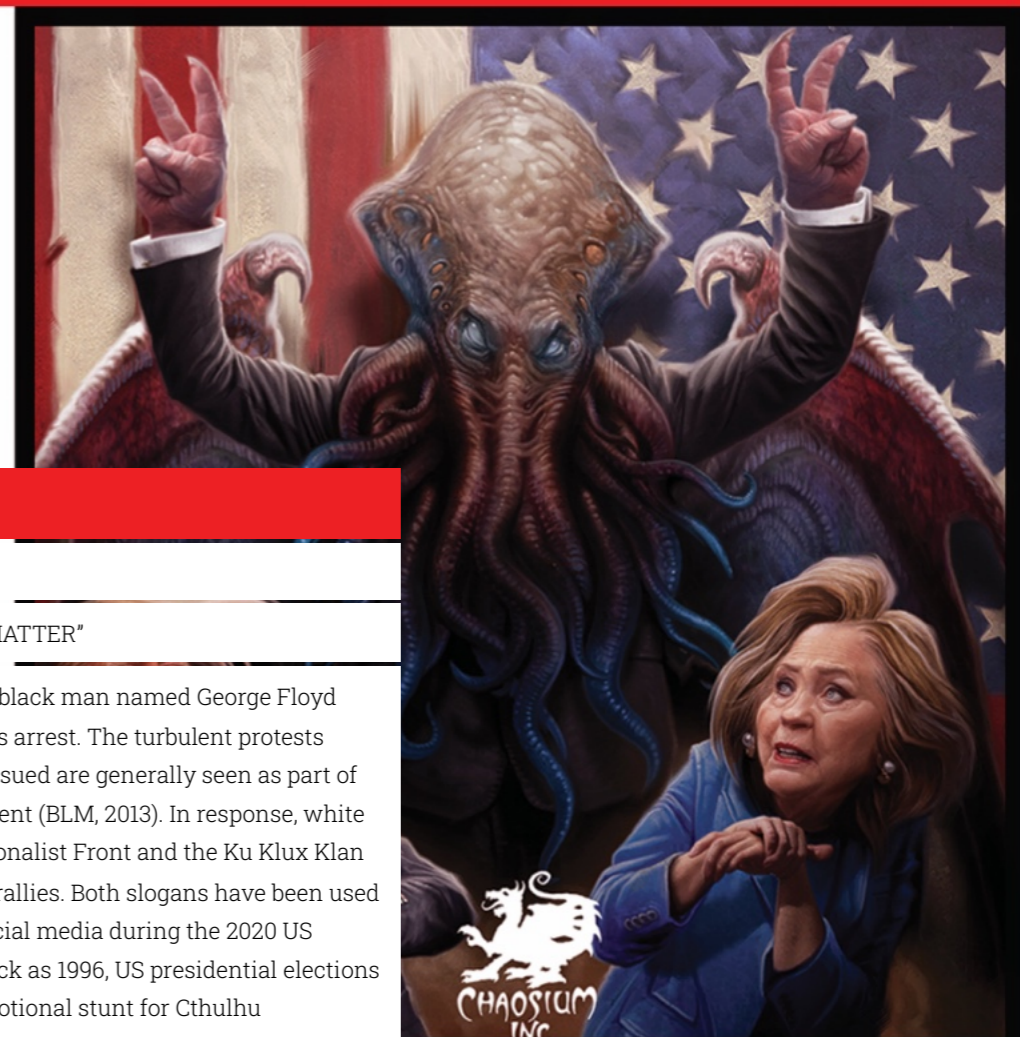 MATTER”
black man named George Floyd
s arrest. The turbulent protests
sued are generally seen as part of
ent (BLM, 2013). In response, white
onalist Front and the Ku Klux Klan
rallies. Both slogans have been used
cial media during the 2020 US
ck as 1996, US presidential elections
otional stunt for Cthulhu
CHAOSIUM
INC